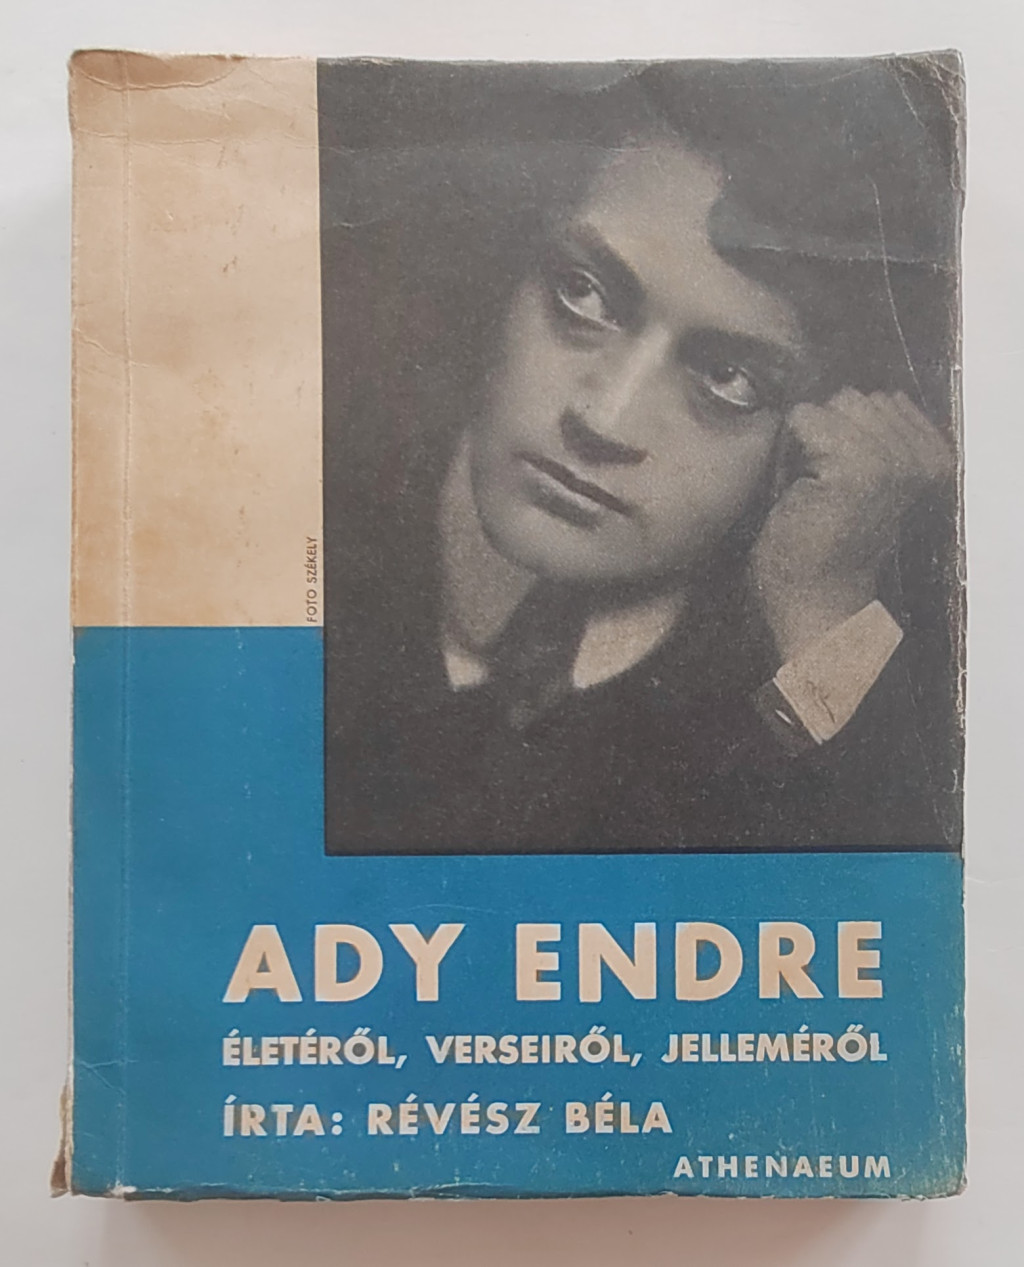 FOTO SZÉKELY
ADY ENDRE
ÉLETÉRŐL, VERSEIRŐL, JELLEMÉRŐL
ÍRTA: RÉVÉSZ BÉLA
ATHENAEUM